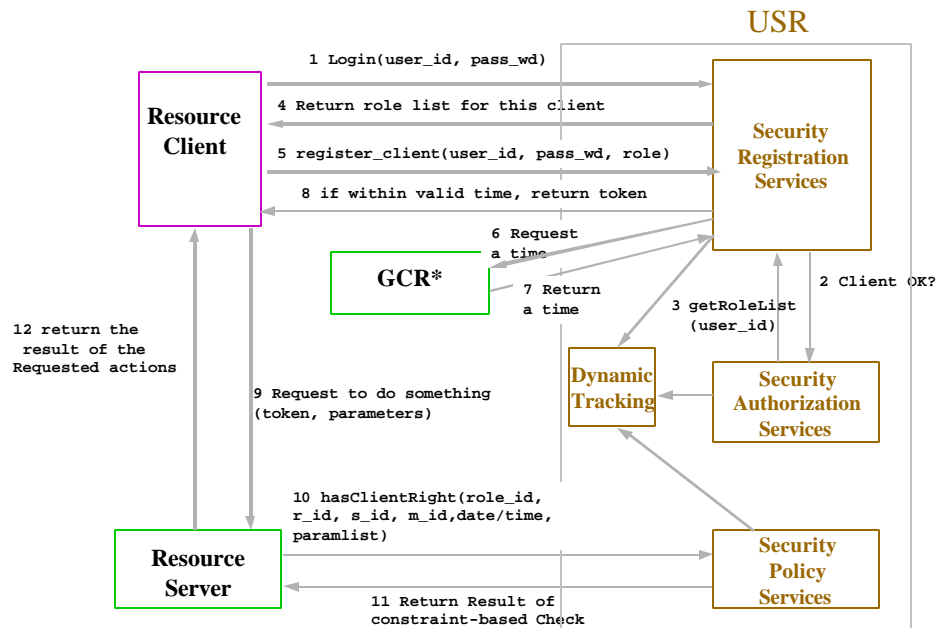 USR
1 Login(user_id, pass_wd)
Resource
Client
4 Return role list for this client
Security
Registration
Services
5 register_client(user_id, pass_wd, role)
8 if within valid time, return token
6 Request
a time
GCR*
7 Return
a time
2 Client OK?
3 getRoleList
(user_id)
12 return the
result of the
Requested actions
Dynamic
Tracking
Security
Authorization
Services
9 Request to do something
(token, parameters)
10 hasClientRight(role_id,
r_id, s_id, m_id,date/time,
paramlist)
Resource
Server
Security
Policy
Services
11 Return Result of
constraint-based Check